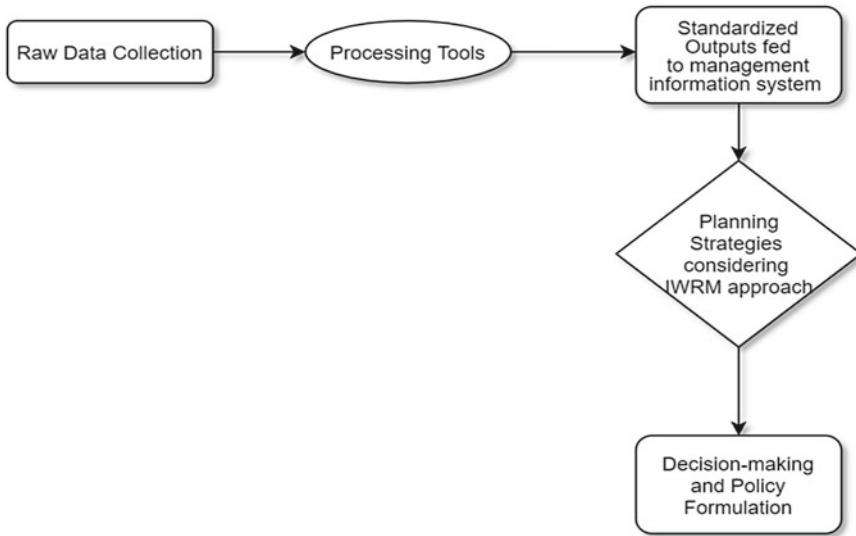 Raw Data Collection
Processing Tools
Standardized
Outputs fed
to management
information system
Planning
Strategies
considering
IWRM approach
Decision-making
and Policy
Formulation